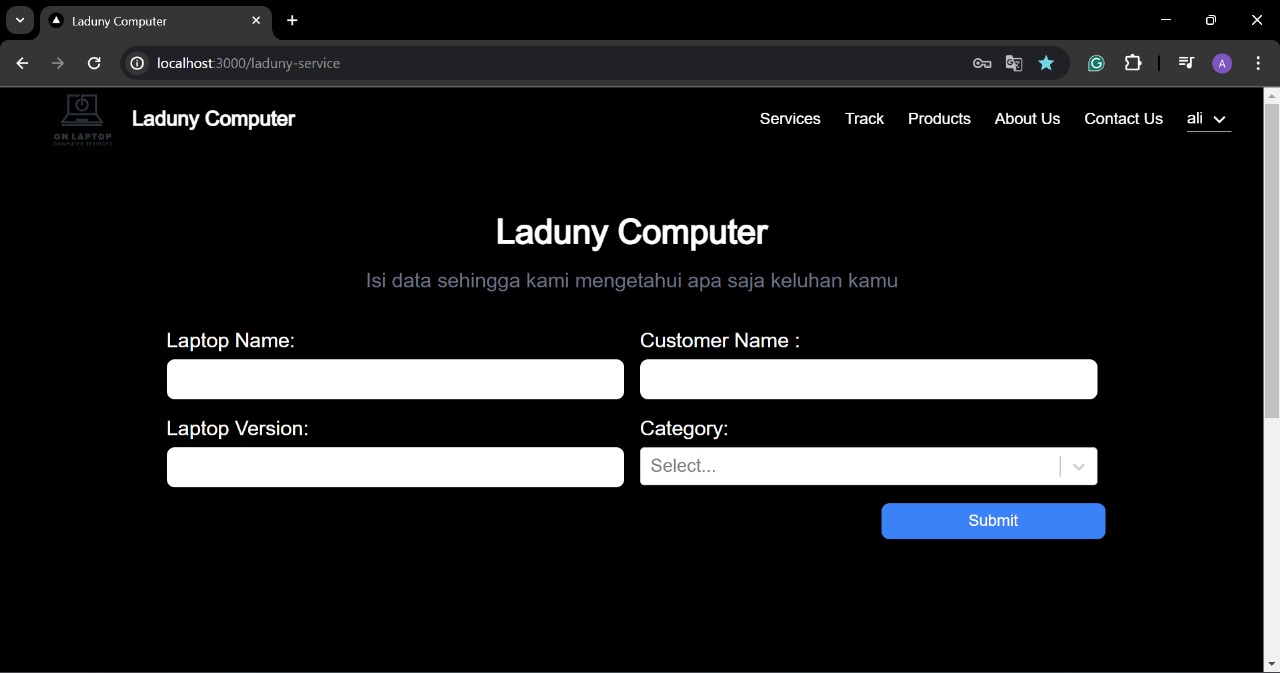 Laduny Computer
localhost:3000/laduny-service
A
ON LAPTOP
COMPUTER SERVICES
Laduny Computer
Services
Track
Products
About Us
Contact Us
ali
Laduny Computer
Isi data sehingga kami mengetahui apa saja keluhan kamu
Laptop Name:
Customer Name :
Laptop Version:
Category:
Select...
Submit